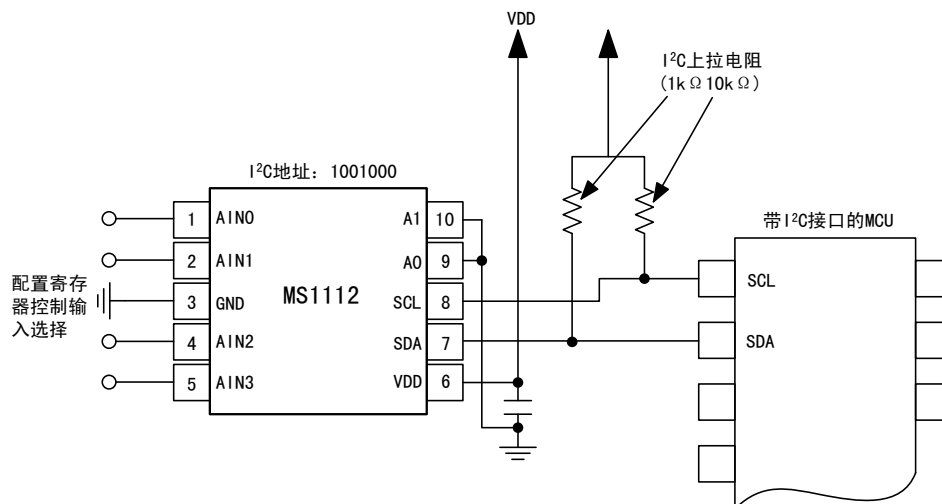 VDD
I²C上拉电阻
(1kΩ10kΩ)
I²C地址：1001000
带I²C接口的MCU
1 AIN0
2 AIN1
3 GND
4 AIN2
5 AIN3
配置寄存
器控制输
入选择
MS1112
A1 10
A0 9
SCL 8
SDA 7
VDD 6
SCL
SDA